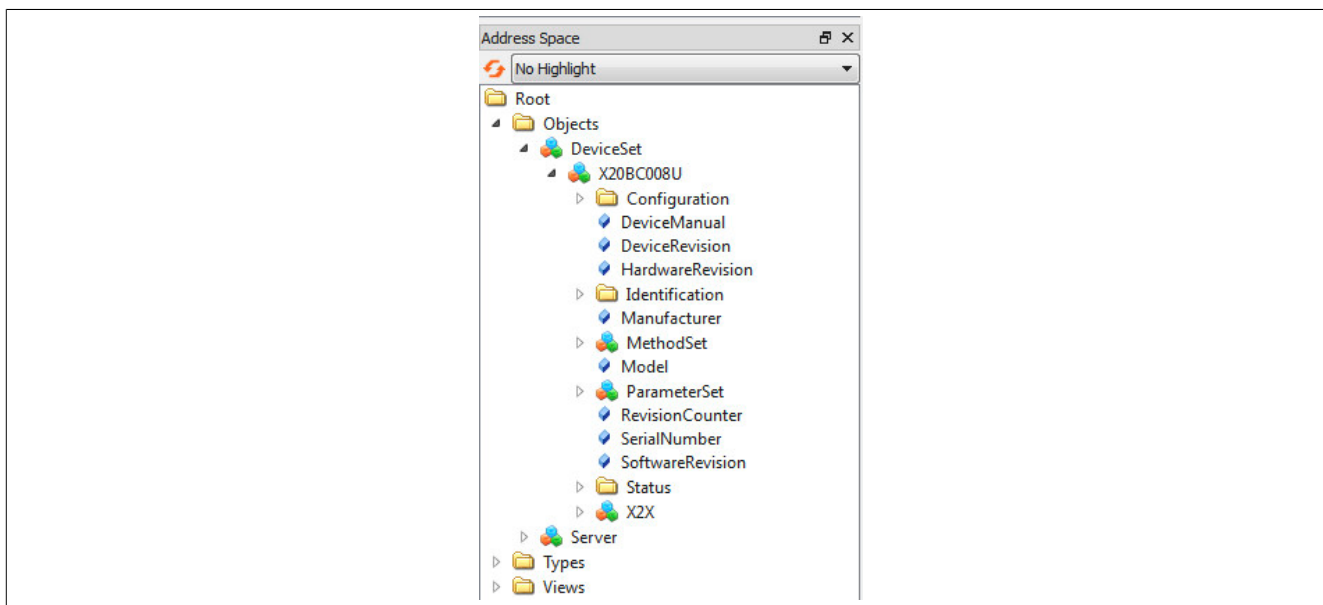 Address Space
No Highlight
Root
Objects
DeviceSet
X20BC008U
Configuration
DeviceManual
DeviceRevision
HardwareRevision
Identification
Manufacturer
MethodSet
Model
ParameterSet
RevisionCounter
SerialNumber
SoftwareRevision
Status
X2X
Server
Types
Views